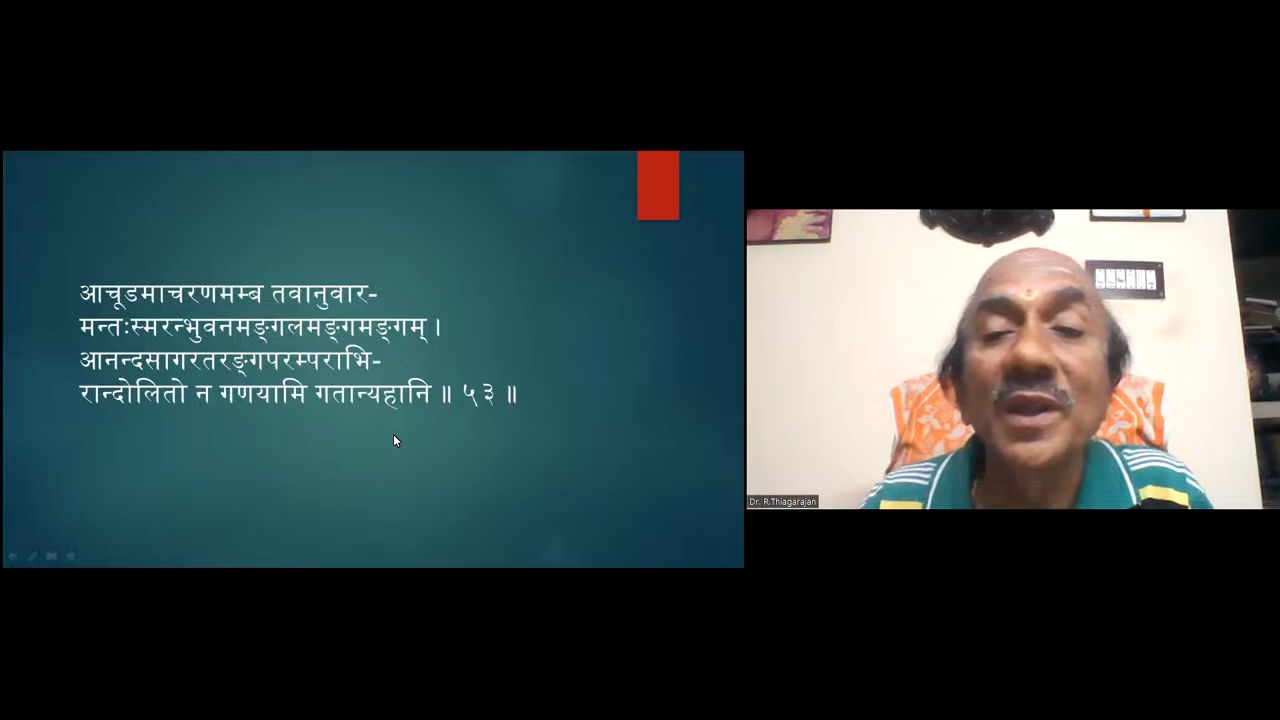 आचूडमाचरणमम्ब तवानुवार-
मन्तःस्मरन्भुवनमङ्गलमङ्गमङ्गम् ।
आनन्दसागरतरङ्गपरम्पराभि-
रान्दोलितो न गणयामि गतान्यहानि ॥ ५३ ॥
Dr. R.Thiagarajan